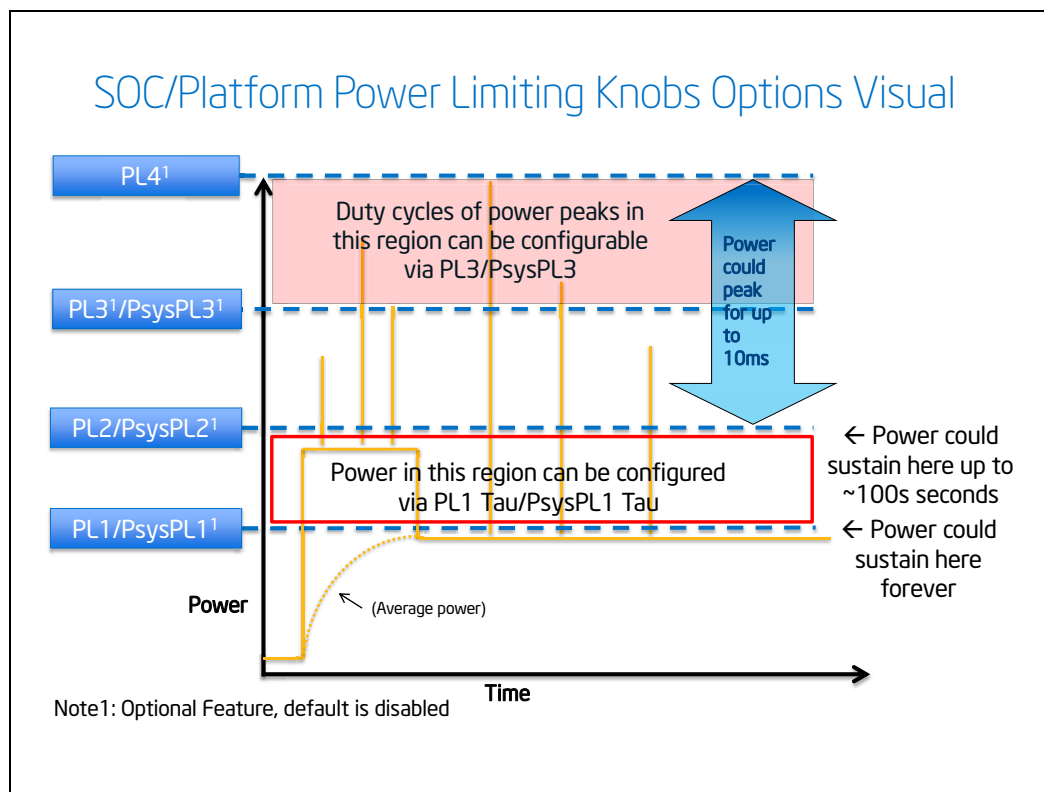 SOC/Platform Power Limiting Knobs Options Visual
PL4¹
Duty cycles of power peaks in
this region can be configurable
via PL3/PsysPL3
Power
could
peak
for up
to
10ms
PL3¹/PsysPL3¹
PL2/PsysPL2¹
← Power could
sustain here up to
~100s seconds
Power in this region can be configured
via PL1 Tau/PsysPL1 Tau
PL1/PsysPL1¹
← Power could
sustain here
forever
Power
(Average power)
Time
Note1: Optional Feature, default is disabled